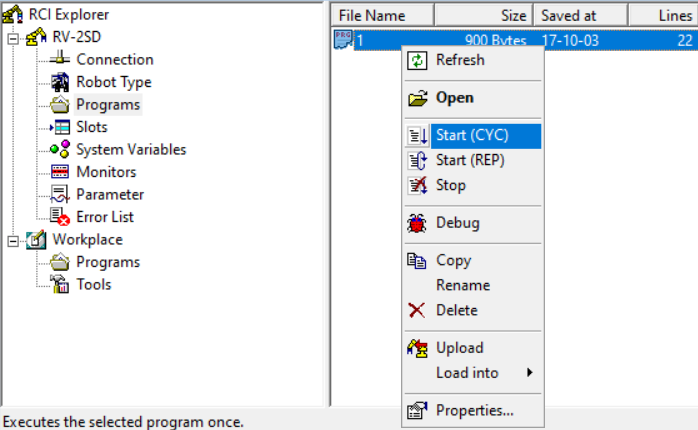 RCI Explorer
RV-2SD
Connection
Robot Type
Programs
Slots
System Variables
Monitors
Parameter
Error List
Workplace
Programs
Tools
File Name Size Saved at Lines
PRG 1 900 Bytes 17-10-03 22
Refresh
Open
Start (CYC)
Start (REP)
Stop
Debug
Copy
Rename
Delete
Upload
Load into
Properties...
Executes the selected program once.